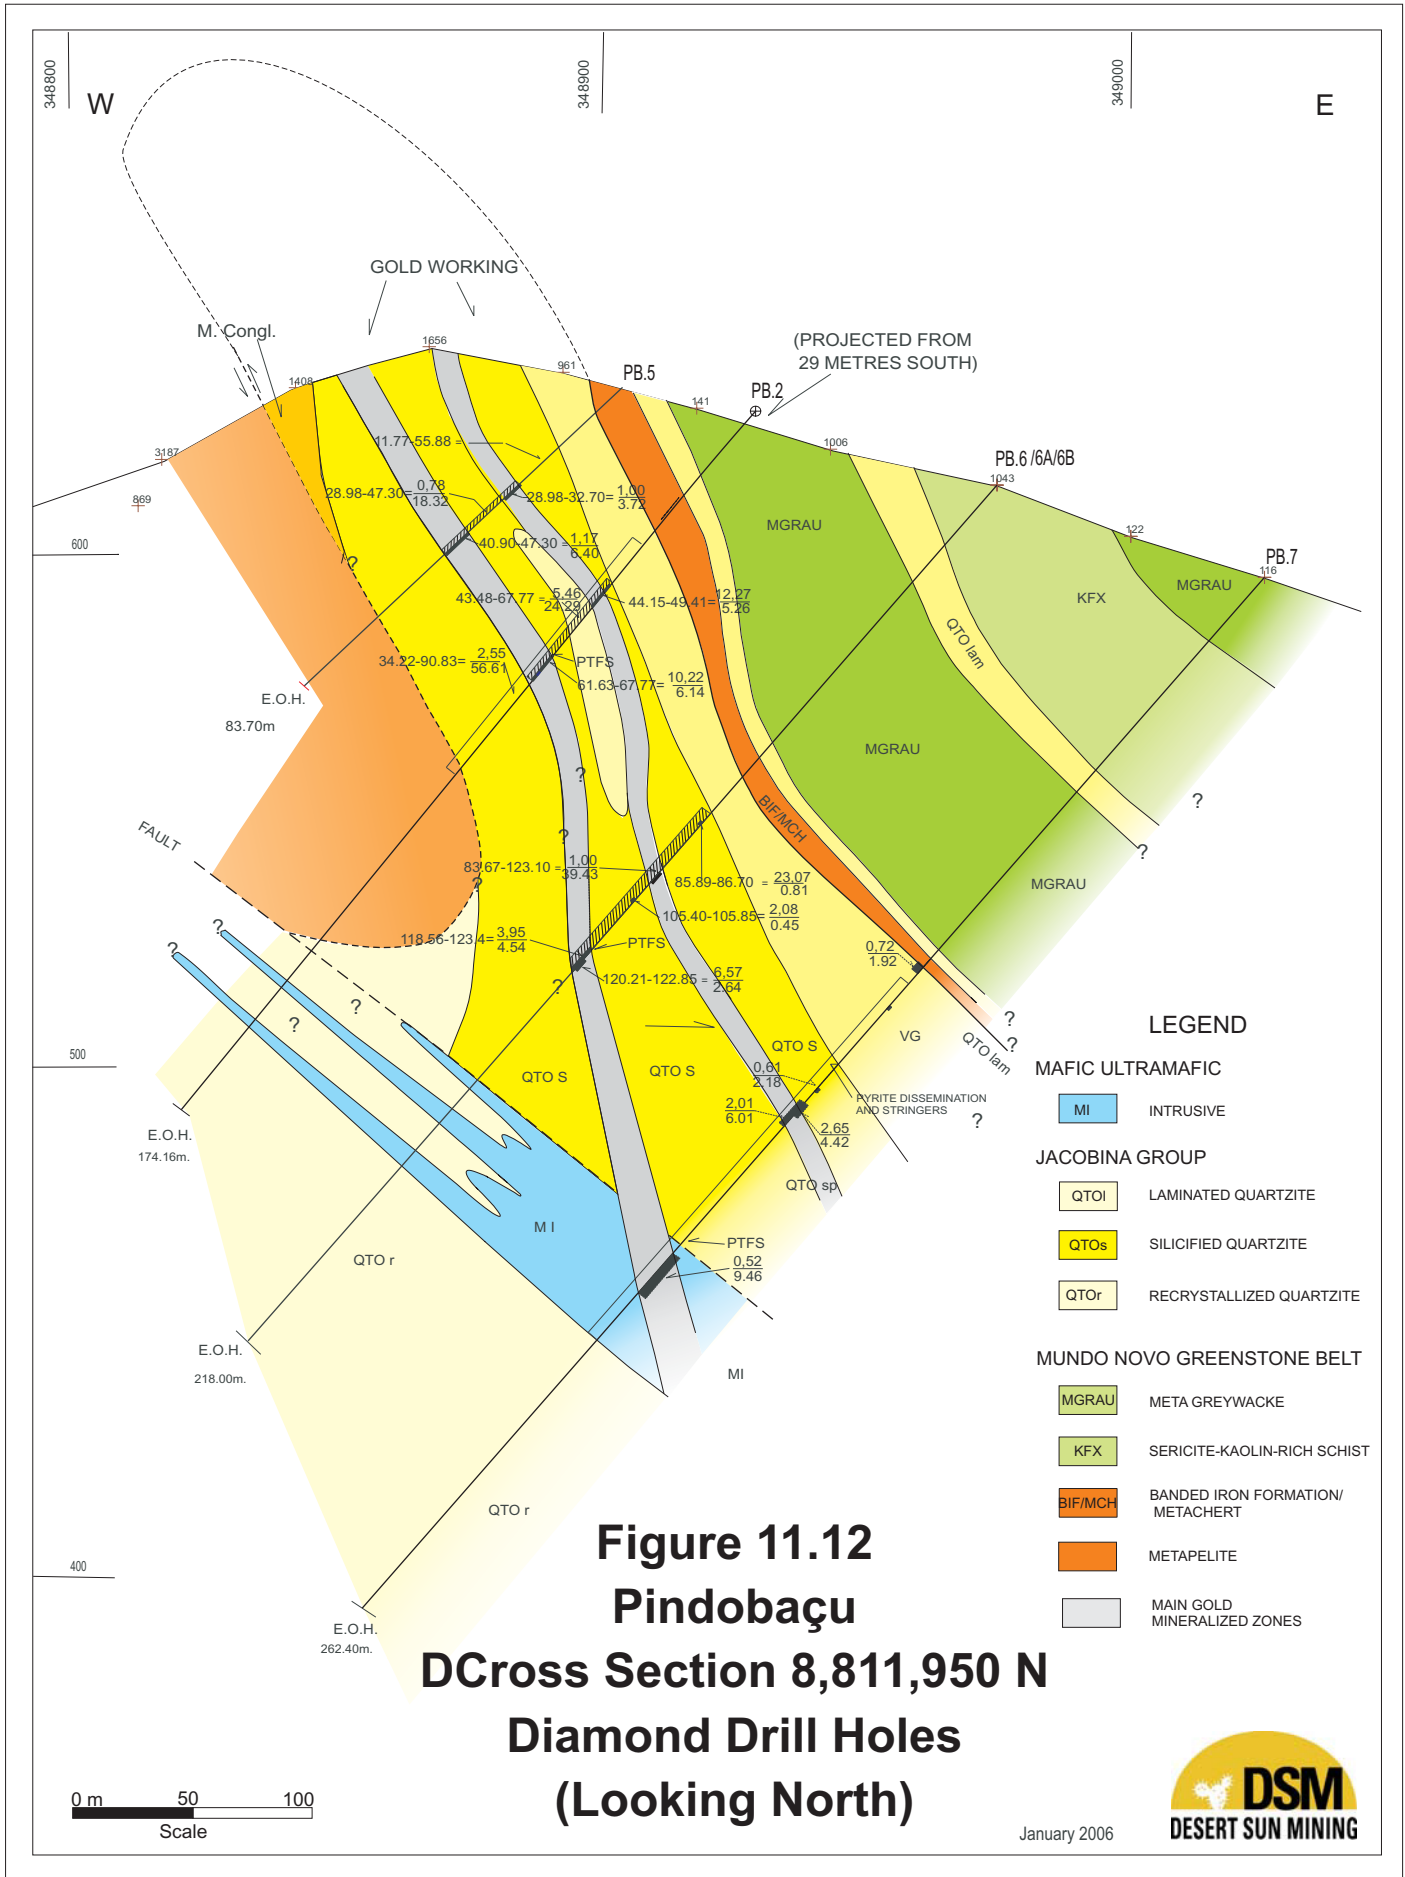 348800
348900
349000
W
E
GOLD WORKING
M. Congl.
(PROJECTED FROM
29 METRES SOUTH)
1656
961
1408
PB.5
PB.2
141
3187
869
1006
PB.6 /6A/6B
1043
122
PB.7
116
600
11.77-55.88 =
28.98-47.30= 0,78
18.32
28.98-32.70= 1,00
3.72
40.90-47.30 = 1,17
6.40
43.48-67.77 = 5,46
24.29
44.15-49.41= 12,27
5.26
34.22-90.83= 2,55
56.61
PTFS
61.63-67.77= 10,22
6.14
MGRAU
KFX
MGRAU
QTO lam
MGRAU
MGRAU
?
E.O.H.
83.70m
?
?
?
?
?
BIF/MCH
FAULT
83.67-123.10 = 1,00
39.43
85.89-86.70 = 23,07
0.81
105.40-105.85= 2,08
0.45
118.56-123.4= 3,95
4.54
PTFS
120.21-122.85 = 6,57
2.64
0,72
1.92
?
?
?
?
?
?
VG
QTO lam
?
?
?
500
QTO S
QTO S
QTO S
0,61
2.18
2,01
6.01
2,65
4.42
PYRITE DISSEMINATION
AND STRINGERS
QTO sp
E.O.H.
174.16m.
M I
QTO r
PTFS
0,52
9.46
MI
E.O.H.
218.00m.
QTO r
400
E.O.H.
262.40m.
LEGEND
MAFIC ULTRAMAFIC
MI INTRUSIVE
JACOBINA GROUP
QTOl LAMINATED QUARTZITE
QTOs SILICIFIED QUARTZITE
QTOr RECRYSTALLIZED QUARTZITE
MUNDO NOVO GREENSTONE BELT
MGRAU META GREYWACKE
KFX SERICITE-KAOLIN-RICH SCHIST
BIF/MCH BANDED IRON FORMATION/
METACHERT
METAPELITE
MAIN GOLD
MINERALIZED ZONES
Figure 11.12
Pindobaçu
DCross Section 8,811,950 N
Diamond Drill Holes
(Looking North)
0 m 50 100
Scale
January 2006
DSM
DESERT SUN MINING